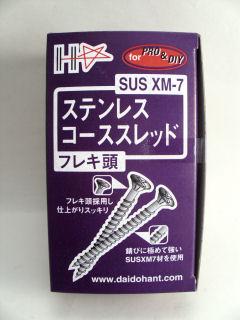 H
for PRO & DIY
SUS XM-7
ステンレス
コーススレッド
フレキ頭
フレキ頭採用し
仕上がりスッキリ
錆びに極めて強い
SUSXM7材を使用
www.daidohant.com